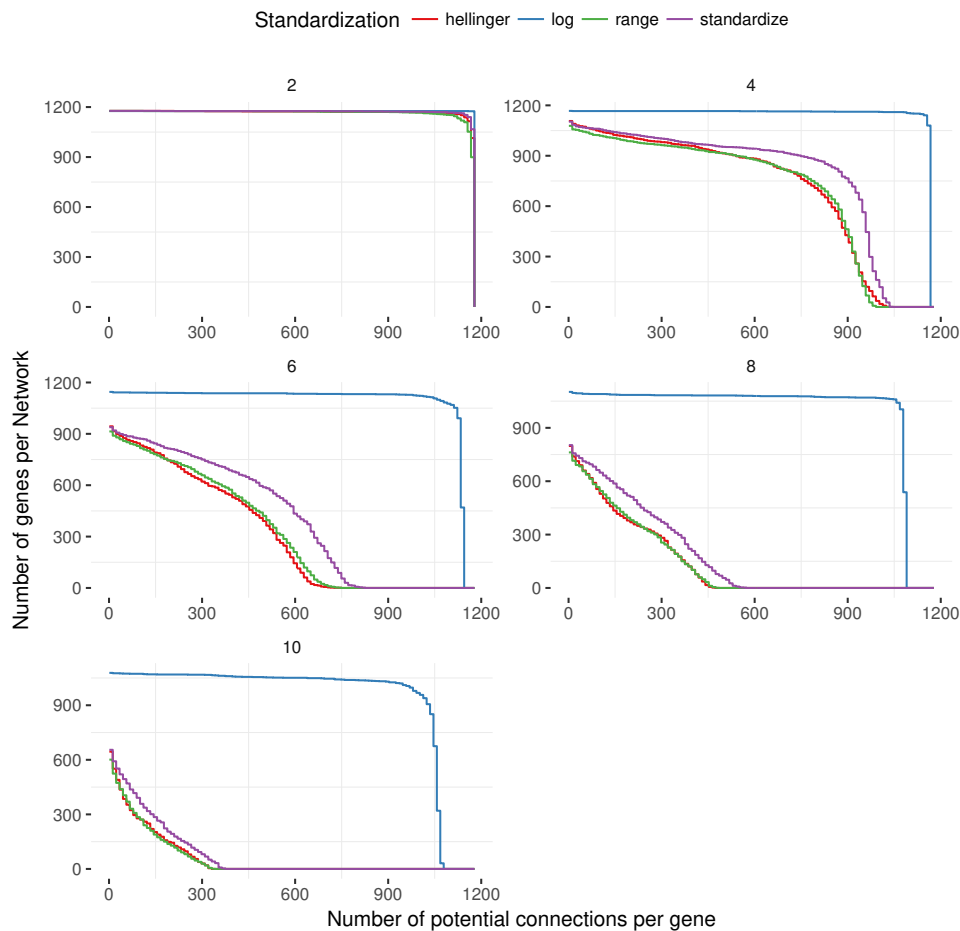 Standardization hellinger log range standardize
2 4
1200 900 600 300 0
1200 900 600 300 0
0 300 600 900 1200
0 300 600 900 1200
6 8
1200 900 600 300 0
900 600 300 0
0 300 600 900 1200
0 300 600 900 1200
10
900 600 300 0
0 300 600 900 1200
Number of genes per Network
Number of potential connections per gene